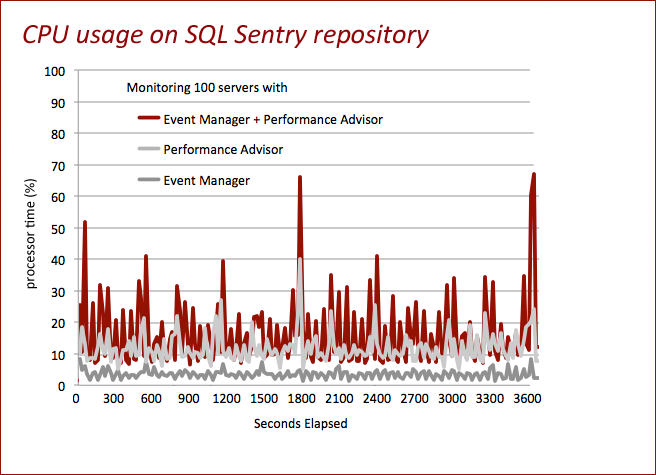 CPU usage on SQL Sentry repository
Monitoring 100 servers with
Event Manager + Performance Advisor
Performance Advisor
Event Manager
processor time (%)
100
90
80
70
60
50
40
30
20
10
0
0 300 600 900 1200 1500 1800 2100 2400 2700 3000 3300 3600
Seconds Elapsed